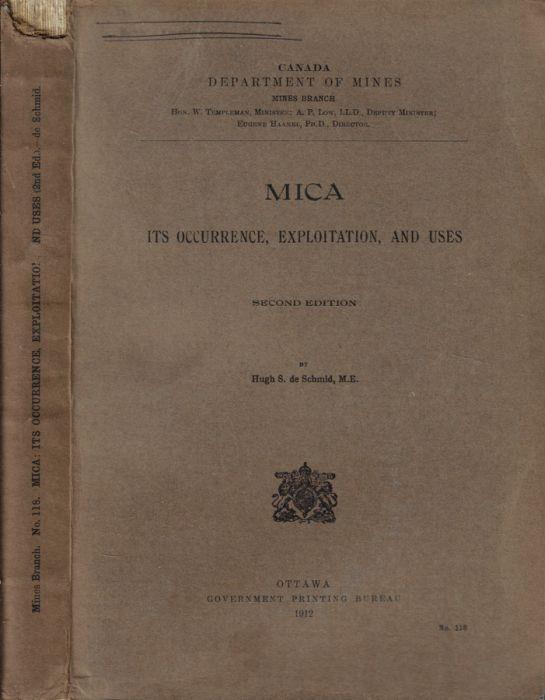 CANADA
DEPARTMENT OF MINES
MINES BRANCH
Hon. W. Templeman, Minister; A. P. Low, LL.D., Deputy Minister;
Eugene Haanel, Ph.D., Director.
MICA
ITS OCCURRENCE, EXPLOITATION, AND USES
SECOND EDITION
BY
Hugh S. de Schmid, M.E.
OTTAWA
GOVERNMENT PRINTING BUREAU
1912
No. 118
Mines Branch. No. 118. MICA: ITS OCCURRENCE, EXPLOITATIO ND USES (2nd Ed.).—de Schmid.